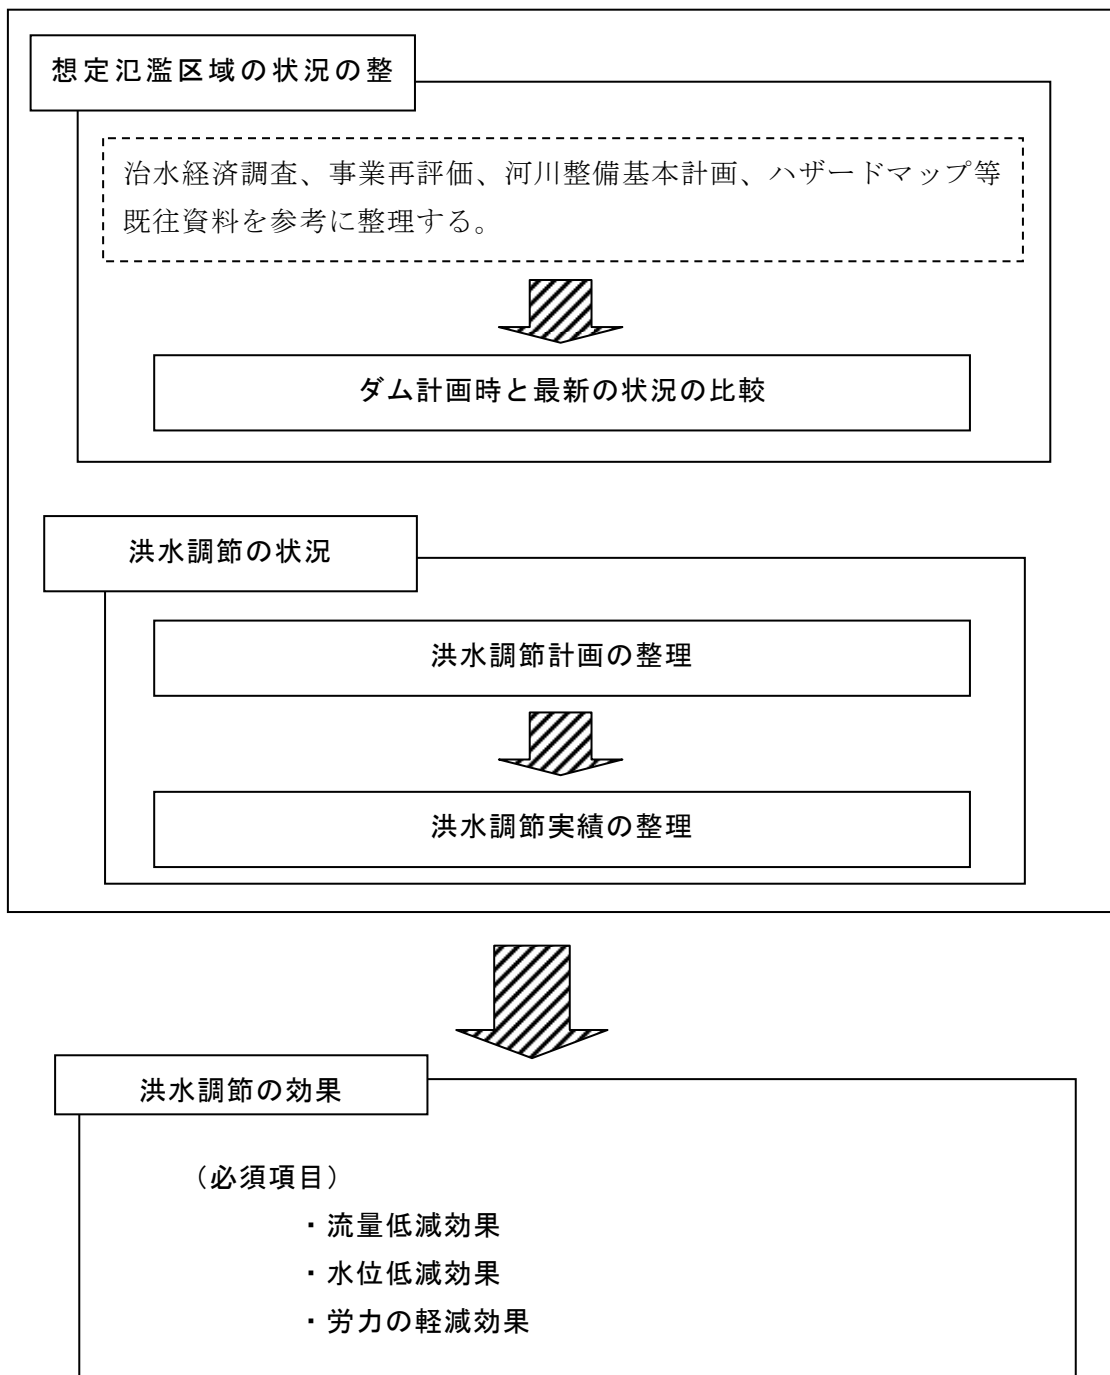 想定氾濫区域の状況の整
治水経済調査、事業再評価、河川整備基本計画、ハザードマップ等
既往資料を参考に整理する。
ダム計画時と最新の状況の比較
洪水調節の状況
洪水調節計画の整理
洪水調節実績の整理
洪水調節の効果
（必須項目）
・流量低減効果
・水位低減効果
・労力の軽減効果